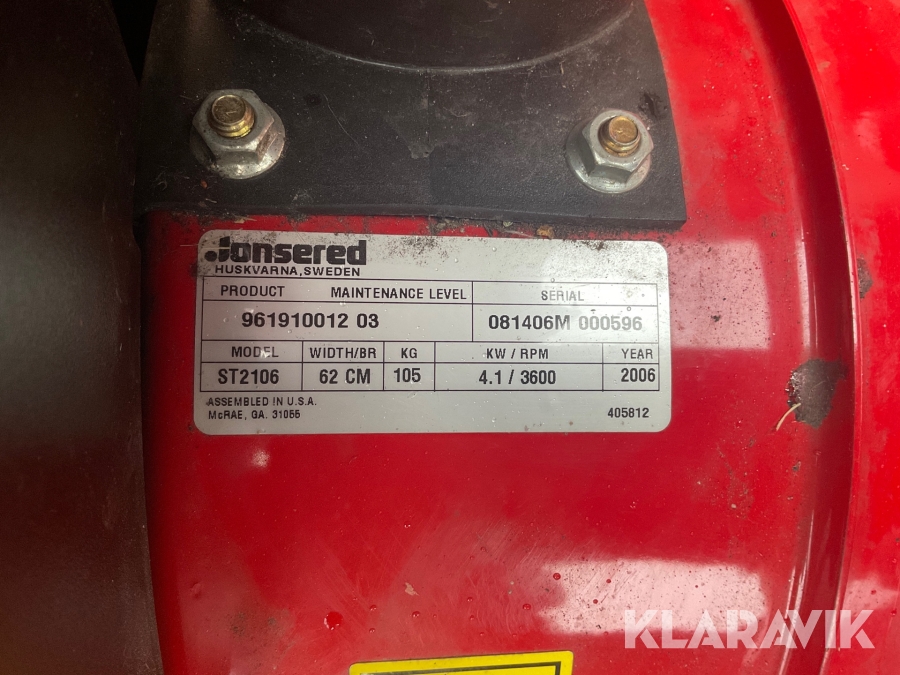 Jonsered
HUSKVARNA, SWEDEN
PRODUCT MAINTENANCE LEVEL SERIAL
961910012 03 081406M 000596
MODEL WIDTH/BR KG KW / RPM YEAR
ST2106 62 CM 105 4.1 / 3600 2006
ASSEMBLED IN U.S.A.
McRAE, GA. 31055 405812
KLARAVIK